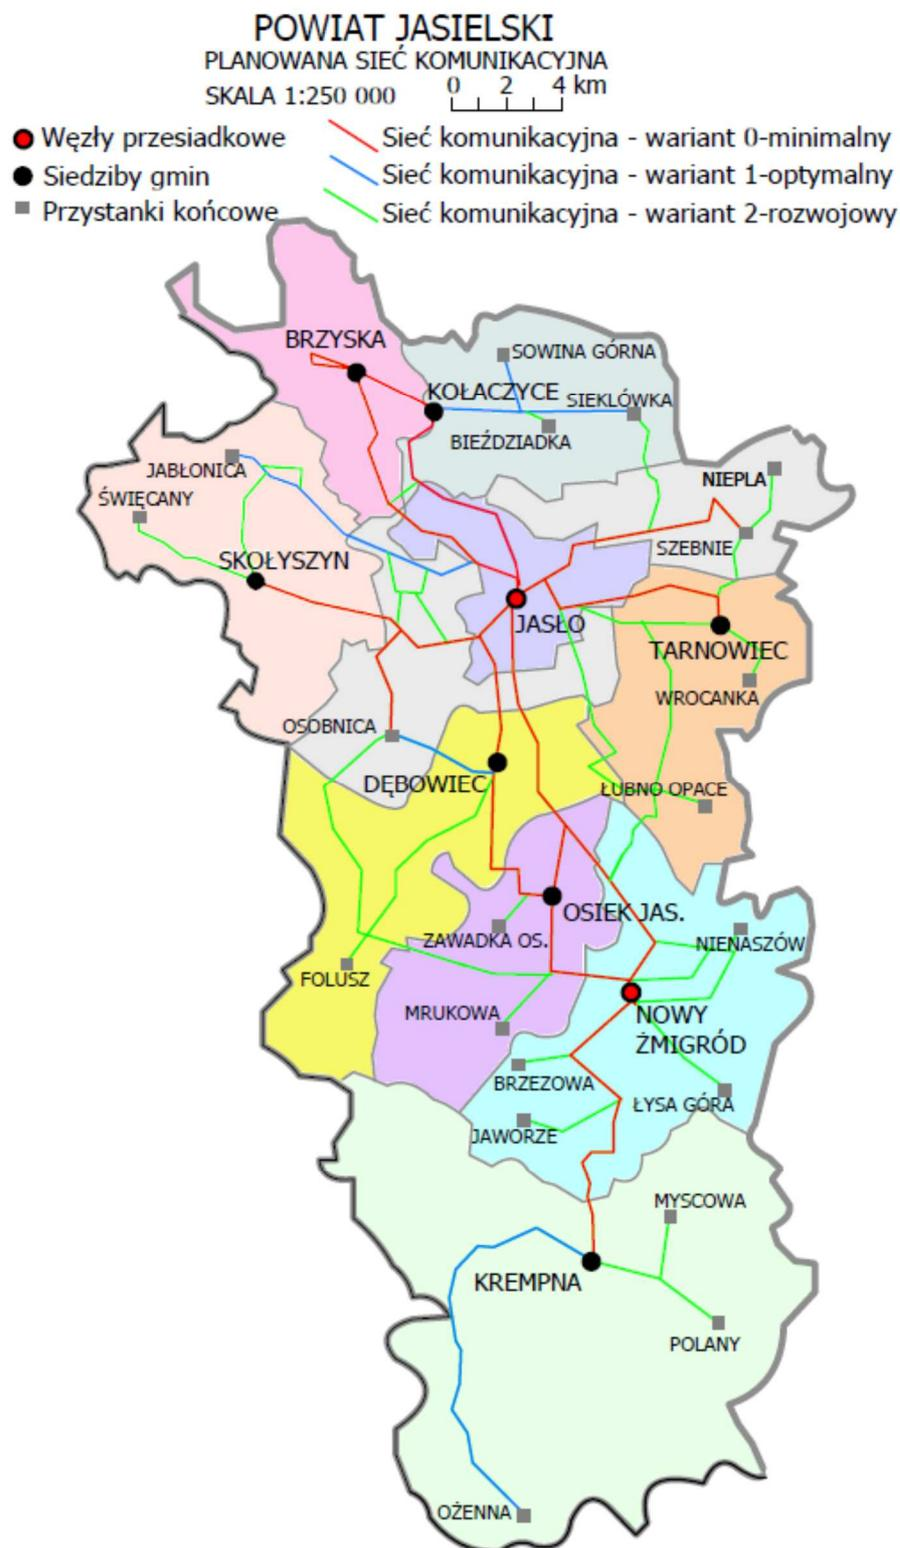 POWIAT JASIELSKI
PLANOWANA SIEĆ KOMUNIKACYJNA
SKALA 1:250 000
0 2 4 km
Węzły przesiadkowe
Siedziby gmin
Przystanki końcowe
Sieć komunikacyjna - wariant 0-minimalny
Sieć komunikacyjna - wariant 1-optymalny
Sieć komunikacyjna - wariant 2-rozwojowy
BRZYSKA
SOWINA GÓRNA
KOŁACZYCE
SIEKLÓWKA
BIEŹDZIADKA
JABŁONICA
NIEPLA
ŚWIĘCANY
SZEBNIE
SKOŁYSZYN
JASŁO
TARNOWIEC
WROCANKA
OSOBNICA
DĘBOWIEC
ŁUBNO OPACE
OSIEK JAS.
ZAWADKA OS.
NIENASZÓW
FOLUSZ
MRUKOWA
NOWY
ŻMIGRÓD
BRZEZOWA
ŁYSA GÓRA
JAWORZE
MYSCOWA
KREMPNA
POLANY
OŻENNA